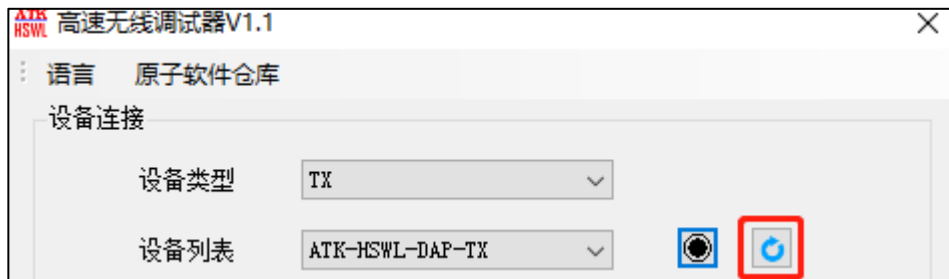 ATK HSWL 高速无线调试器V1.1
语言 原子软件仓库
设备连接
设备类型 TX
设备列表 ATK-HSWL-DAP-TX